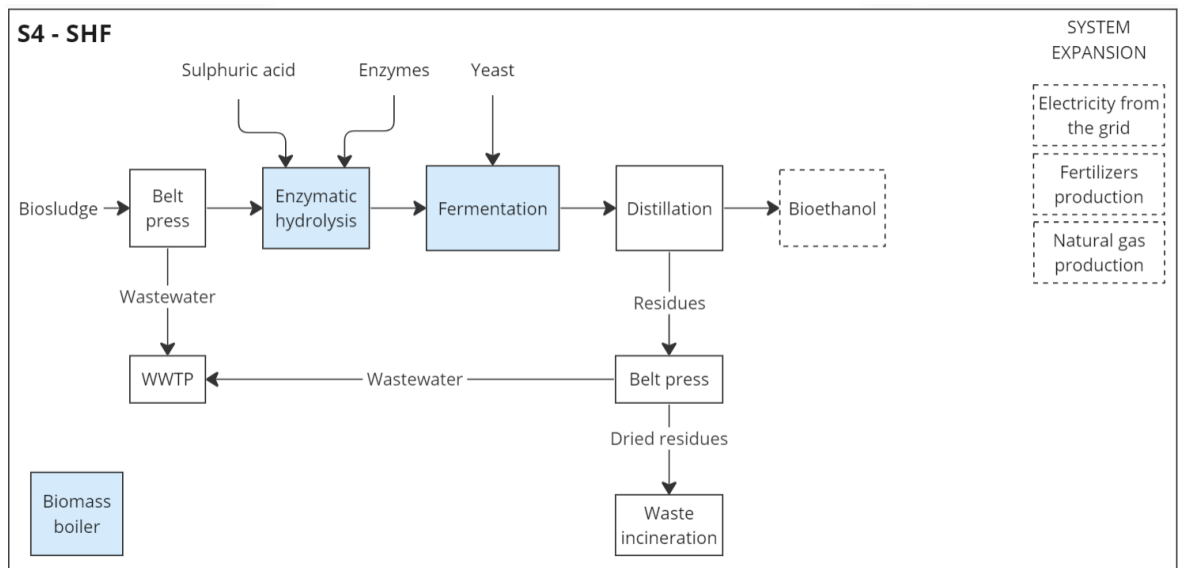 S4 - SHF
SYSTEM
EXPANSION
Sulphuric acid
Enzymes
Yeast
Electricity from
the grid
Fertilizers
production
Natural gas
production
Biosludge
Belt
press
Enzymatic
hydrolysis
Fermentation
Distillation
Bioethanol
Wastewater
Residues
WWTP
Wastewater
Belt press
Dried residues
Biomass
boiler
Waste
incineration